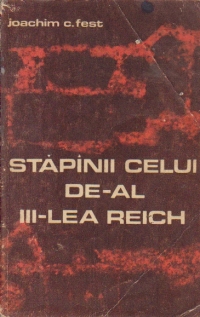 joachim c. fest
STĂPÎNII CELUI
DE-AL
III-LEA REICH